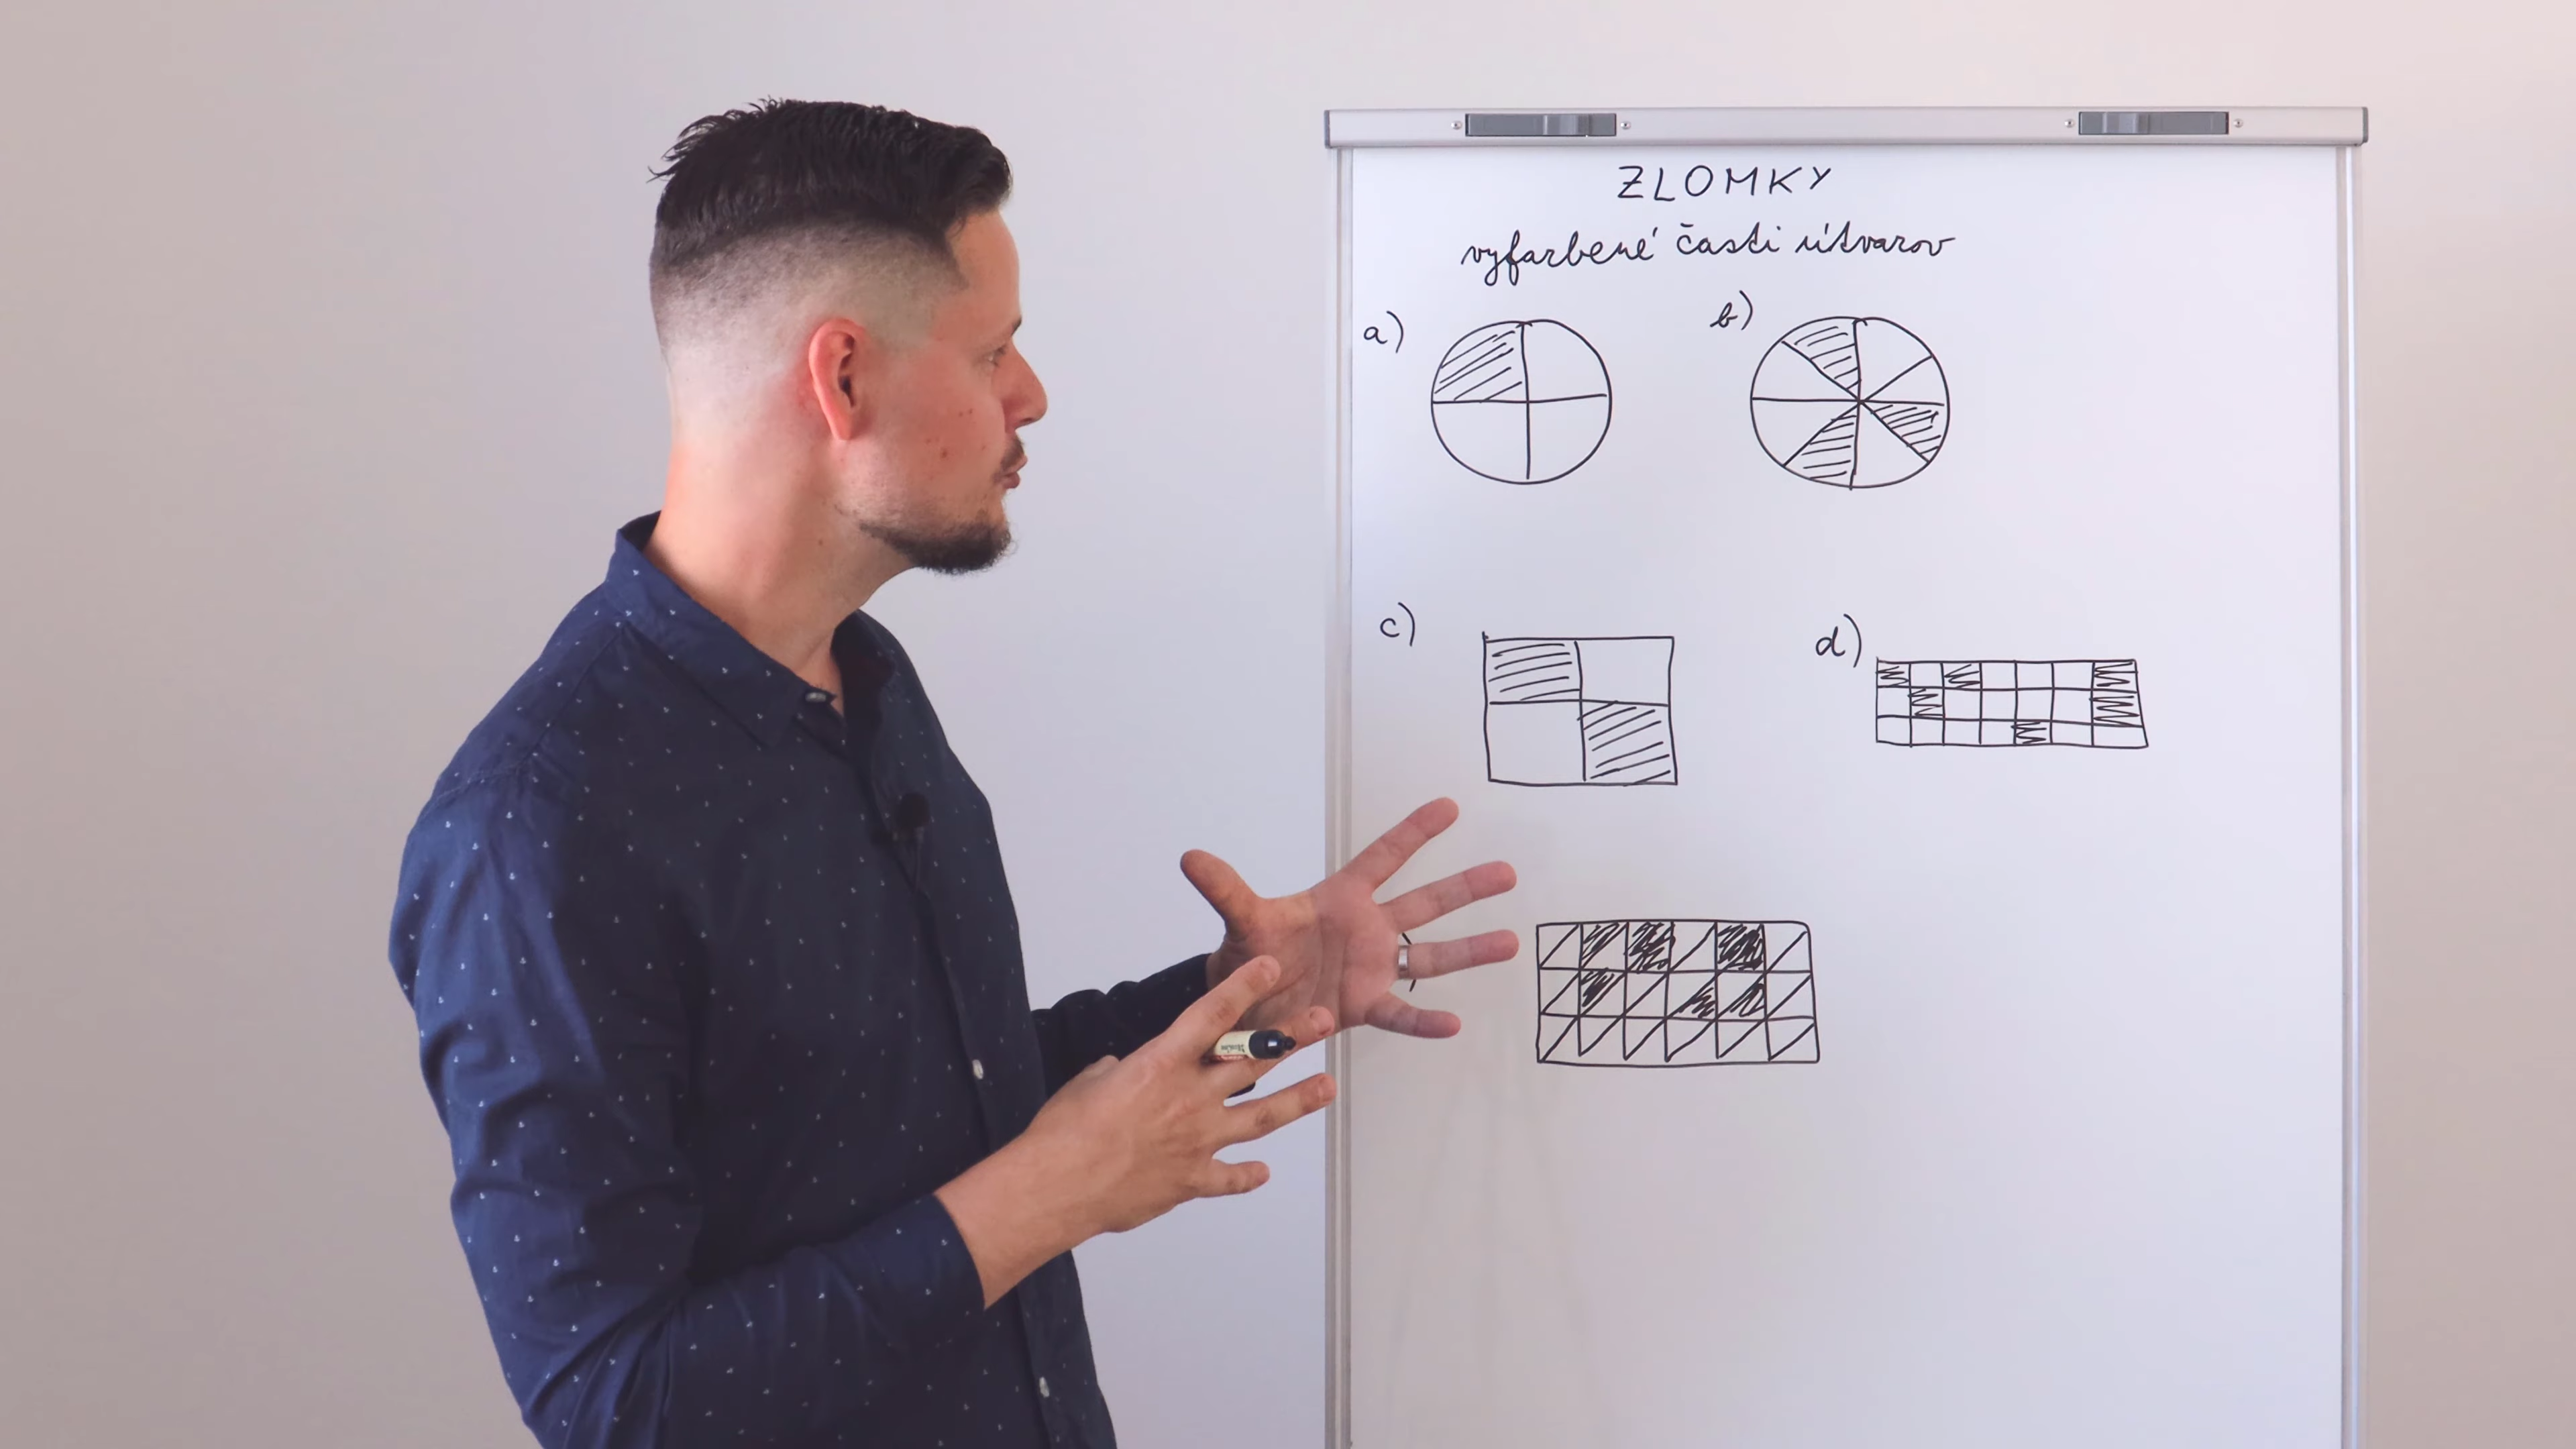 ZLOMKY
vyfarbené časti útvarov
a)
b)
c)
d)